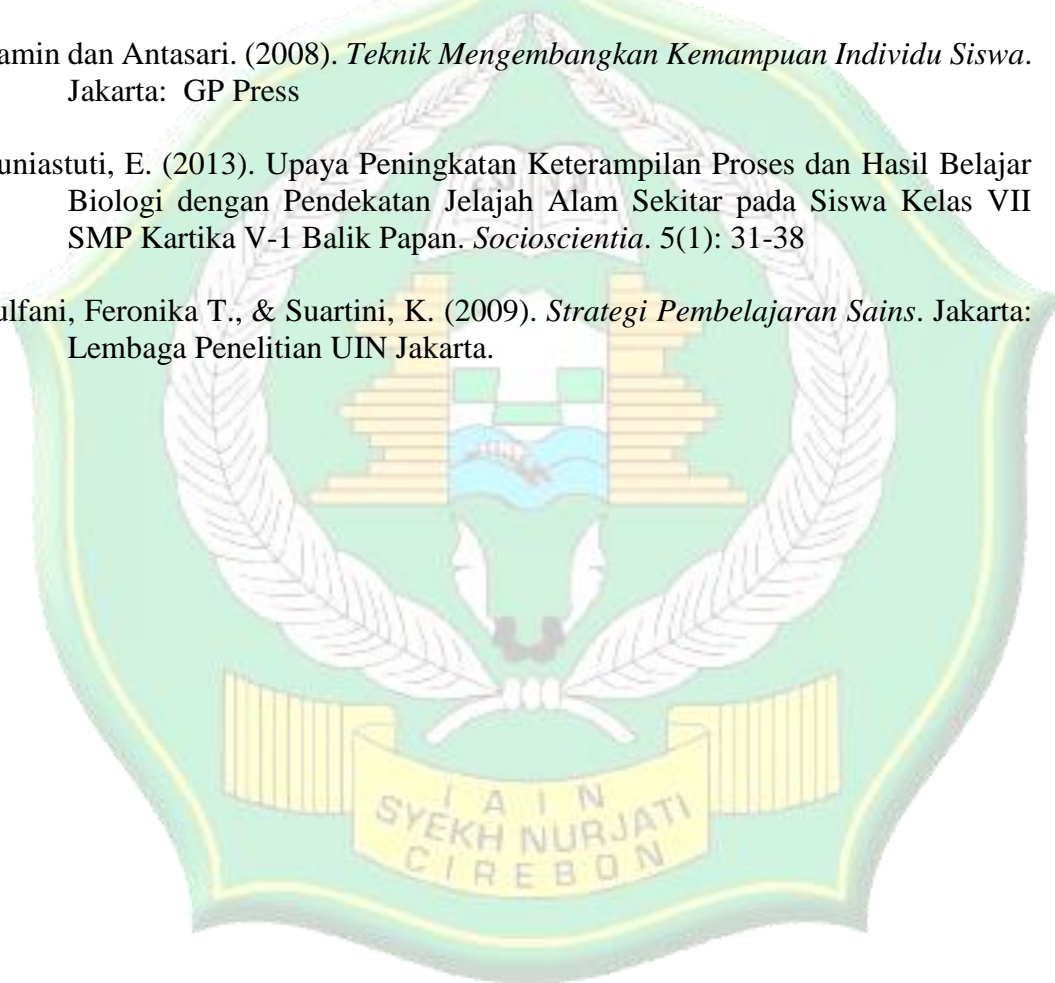 amin dan Antasari. (2008). Teknik Mengembangkan Kemampuan Individu Siswa.
Jakarta: GP Press
uniastuti, E. (2013). Upaya Peningkatan Keterampilan Proses dan Hasil Belajar
Biologi dengan Pendekatan Jelajah Alam Sekitar pada Siswa Kelas VII
SMP Kartika V-1 Balik Papan. Socioscientia. 5(1): 31-38
ulfani, Feronika T., & Suartini, K. (2009). Strategi Pembelajaran Sains. Jakarta:
Lembaga Penelitian UIN Jakarta.
IAIN
SYEKH NURJATI
CIREBON